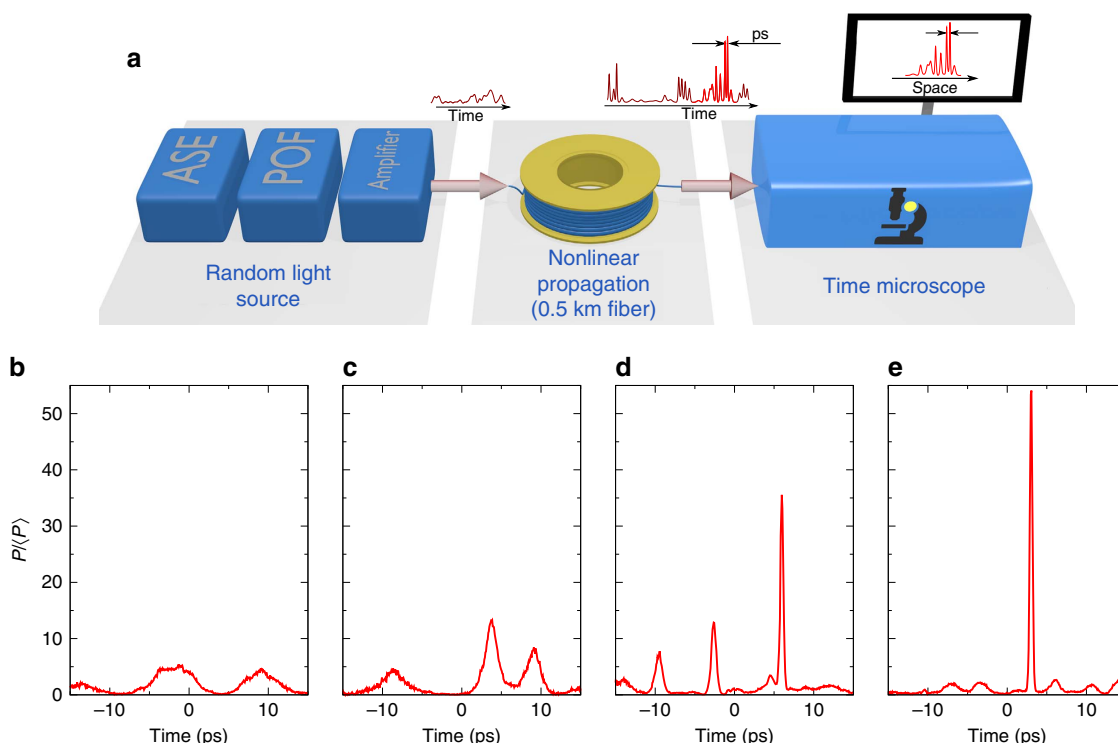 a
ps
Time
Time
Space
ASE
POF
Amplifier
Random light
source
Nonlinear
propagation
(0.5 km fiber)
Time microscope
b
c
d
e
50
40
30
20
10
0
P/⟨P⟩
−10 0 10
−10 0 10
−10 0 10
−10 0 10
Time (ps)
Time (ps)
Time (ps)
Time (ps)